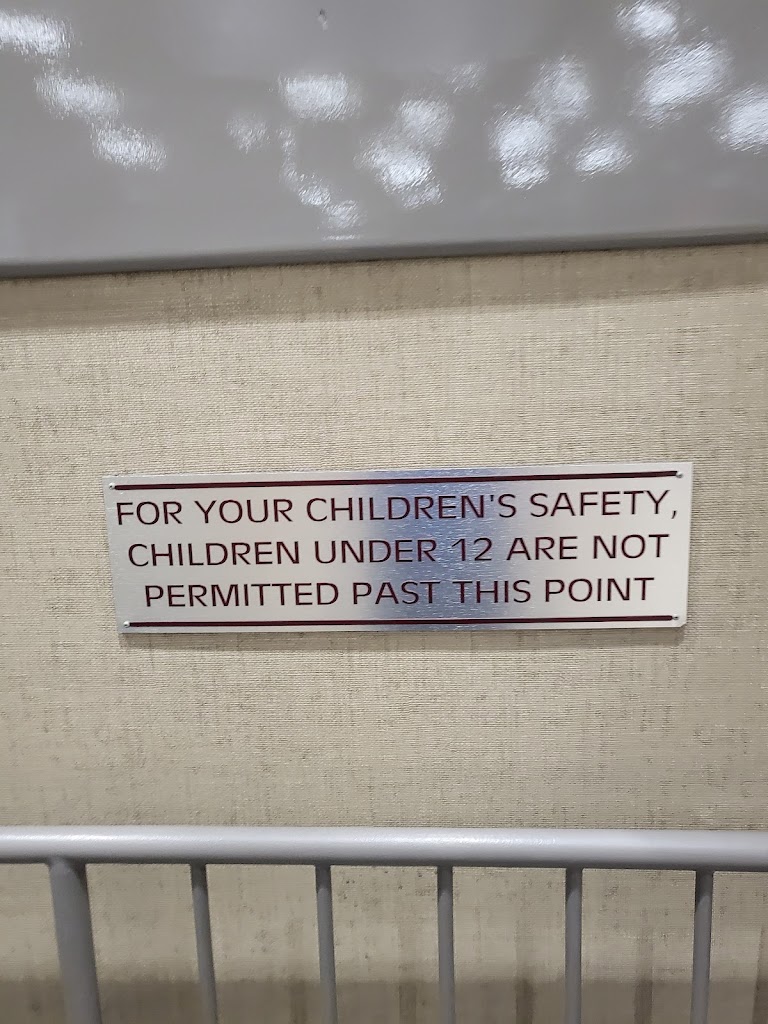 FOR YOUR CHILDREN'S SAFETY,
CHILDREN UNDER 12 ARE NOT
PERMITTED PAST THIS POINT